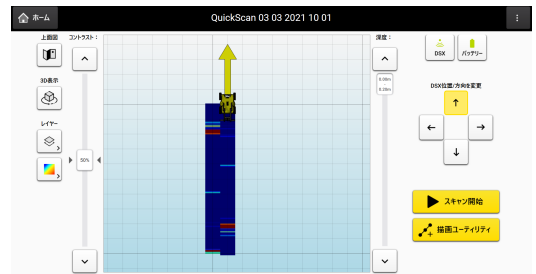 ホーム
QuickScan 03 03 2021 10 01
上面図
コントラスト：
深度：
DSX
バッテリー
3D表示
0.00m
0.20m
DSX位置/方向を変更
レイヤー
50%
スキャン開始
描画ユーティリティ